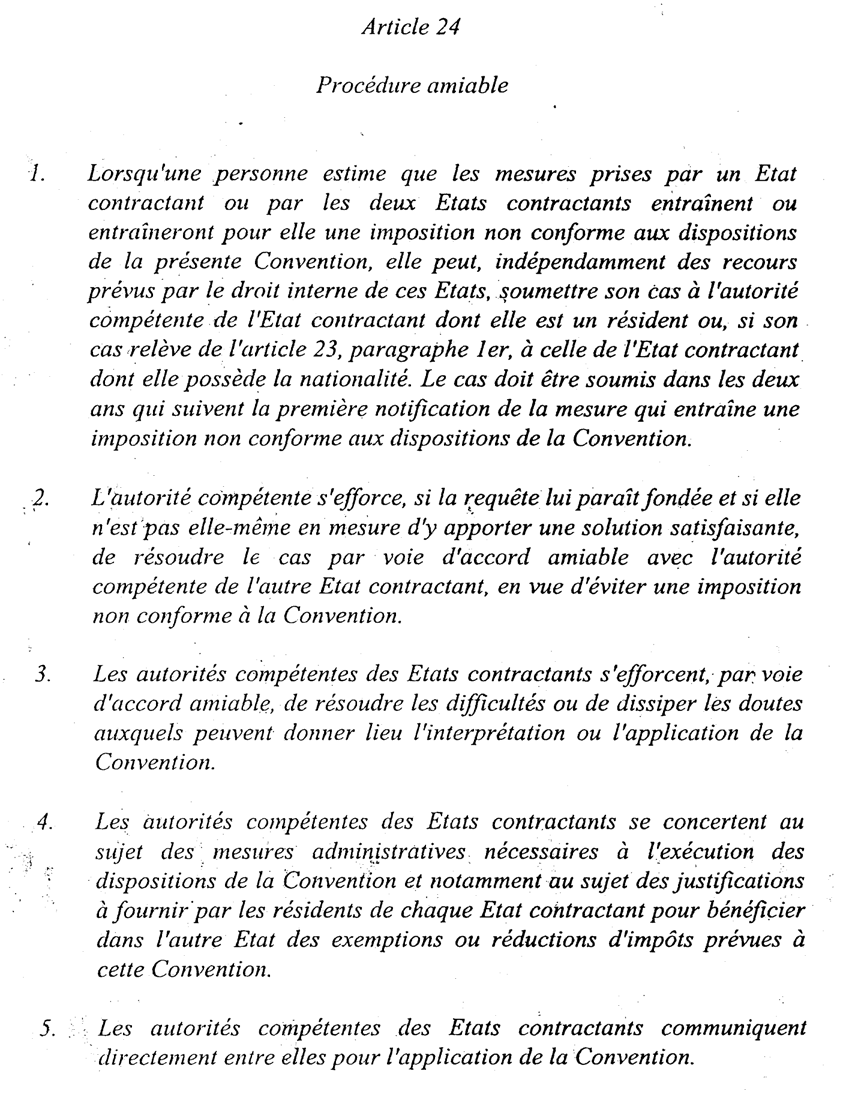 Article 24
Procédure amiable
1. Lorsqu'une personne estime que les mesures prises par un Etat
contractant ou par les deux Etats contractants entraînent ou
entraîneront pour elle une imposition non conforme aux dispositions
de la présente Convention, elle peut, indépendamment des recours
prévus par le droit interne de ces Etats, soumettre son cas à l'autorité
compétente de l'Etat contractant dont elle est un résident ou, si son
cas relève de l'article 23, paragraphe 1er, à celle de l'Etat contractant
dont elle possède la nationalité. Le cas doit être soumis dans les deux
ans qui suivent la première notification de la mesure qui entraîne une
imposition non conforme aux dispositions de la Convention.
2. L'autorité compétente s'efforce, si la requête lui paraît fondée et si elle
n'est pas elle-même en mesure d'y apporter une solution satisfaisante,
de résoudre le cas par voie d'accord amiable avec l'autorité
compétente de l'autre Etat contractant, en vue d'éviter une imposition
non conforme à la Convention.
3. Les autorités compétentes des Etats contractants s'efforcent, par voie
d'accord amiable, de résoudre les difficultés ou de dissiper les doutes
auxquels peuvent donner lieu l'interprétation ou l'application de la
Convention.
4. Les autorités compétentes des Etats contractants se concertent au
sujet des mesures administratives nécessaires à l'exécution des
dispositions de la Convention et notamment au sujet des justifications
à fournir par les résidents de chaque Etat contractant pour bénéficier
dans l'autre Etat des exemptions ou réductions d'impôts prévues à
cette Convention.
5. Les autorités compétentes des Etats contractants communiquent
directement entre elles pour l'application de la Convention.